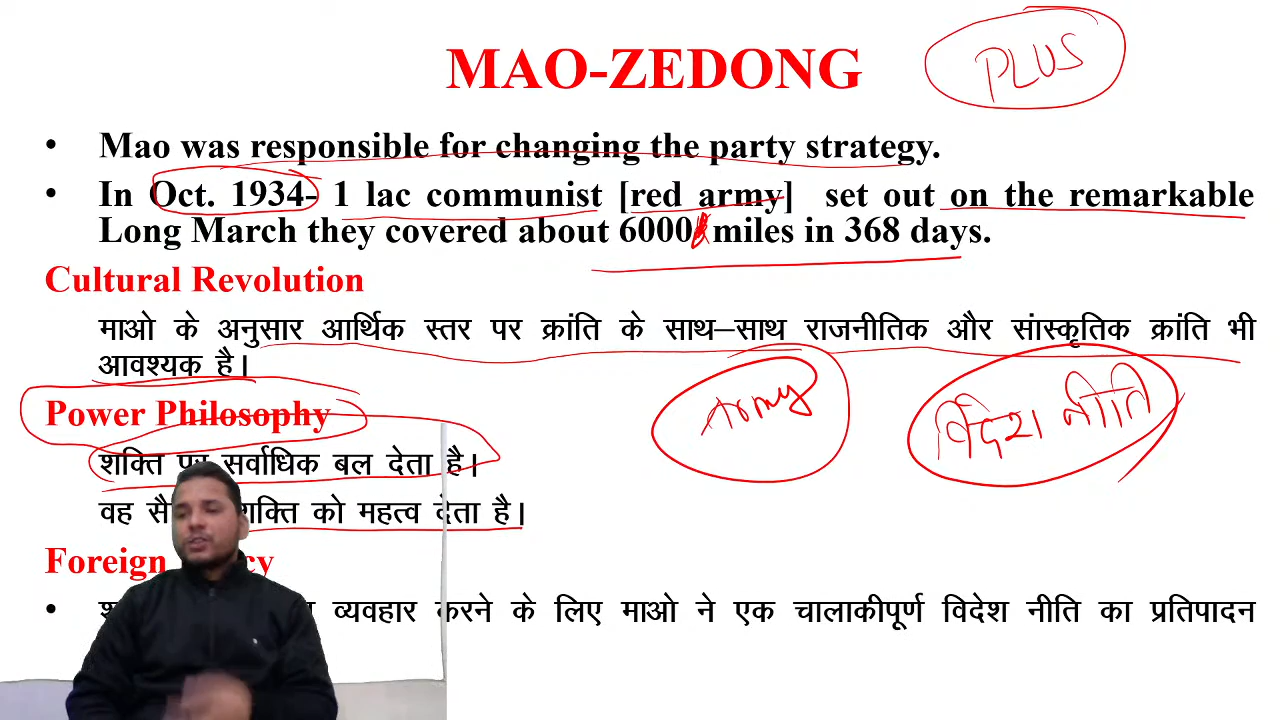 MAO-ZEDONG
PLUS
• Mao was responsible for changing the party strategy.
• In Oct. 1934- 1 lac communist [red army] set out on the remarkable
Long March they covered about 6000 miles in 368 days.
Cultural Revolution
माओ के अनुसार आर्थिक स्तर पर क्रांति के साथ–साथ राजनीतिक और सांस्कृतिक क्रांति भी
आवश्यक है।
Power Philosophy
Army
विदेश नीति
शक्ति पर सर्वाधिक बल देता है।
वह शक्ति को महत्व देता है।
Foreign
• व्यवहार करने के लिए माओ ने एक चालाकीपूर्ण विदेश नीति का प्रतिपादन